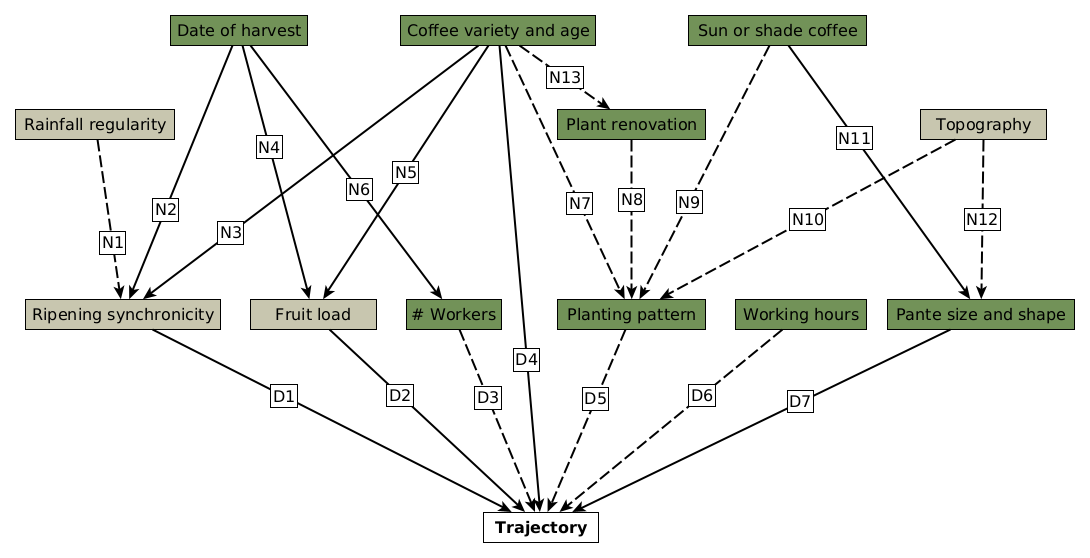 Date of harvest
Coffee variety and age
Sun or shade coffee
N13
Rainfall regularity
Plant renovation
Topography
N11
N4
N5
N6
N7
N8
N9
N2
N10
N12
N3
N1
Ripening synchronicity
Fruit load
# Workers
Planting pattern
Working hours
Pante size and shape
D4
D1
D2
D3
D5
D6
D7
Trajectory